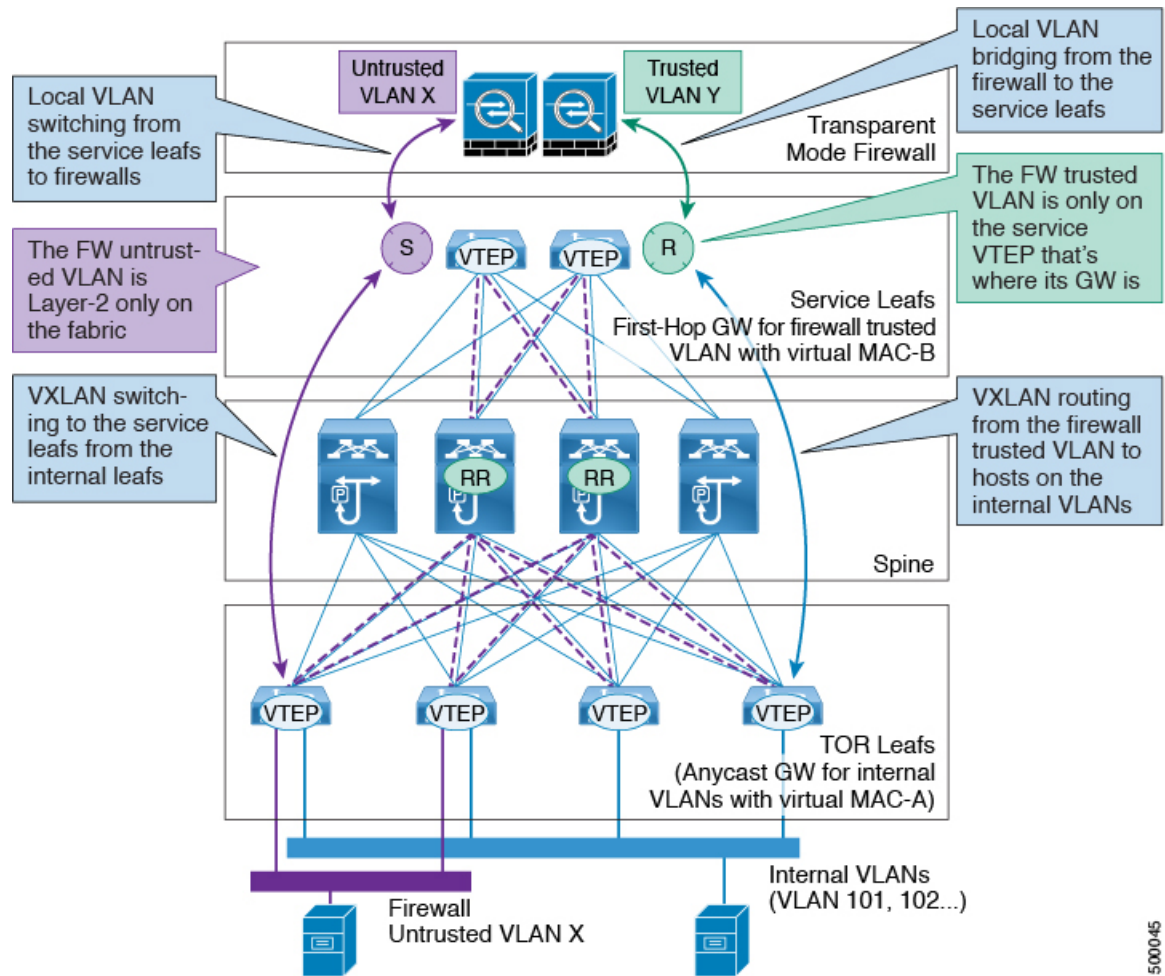 Untrusted
VLAN X
Trusted
VLAN Y
Local VLAN
switching from
the service leafs
to firewalls
Local VLAN
bridging from the
firewall to the
service leafs
Transparent
Mode Firewall
The FW untrust-
ed VLAN is
Layer-2 only on
the fabric
S
VTEP
VTEP
R
The FW trusted
VLAN is only on
the service
VTEP that's
where its GW is
Service Leafs
First-Hop GW for firewall trusted
VLAN with virtual MAC-B
VXLAN switch-
ing to the service
leafs from the
internal leafs
VXLAN routing
from the firewall
trusted VLAN to
hosts on the
internal VLANs
RR
RR
P
P
P
P
Spine
VTEP
VTEP
VTEP
VTEP
TOR Leafs
(Anycast GW for internal
VLANs with virtual MAC-A)
Internal VLANs
(VLAN 101, 102...)
Firewall
Untrusted VLAN X
500045